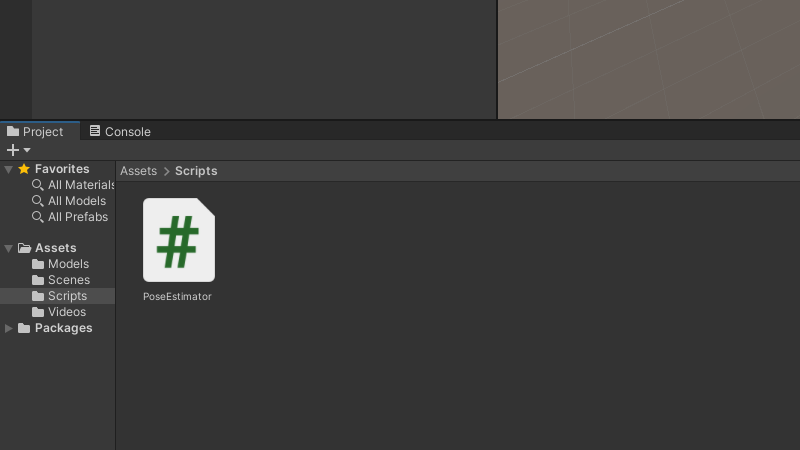 Project
Console
Favorites
All Materials
All Models
All Prefabs
Assets
Models
Scenes
Scripts
Videos
Packages
Assets > Scripts
#
PoseEstimator